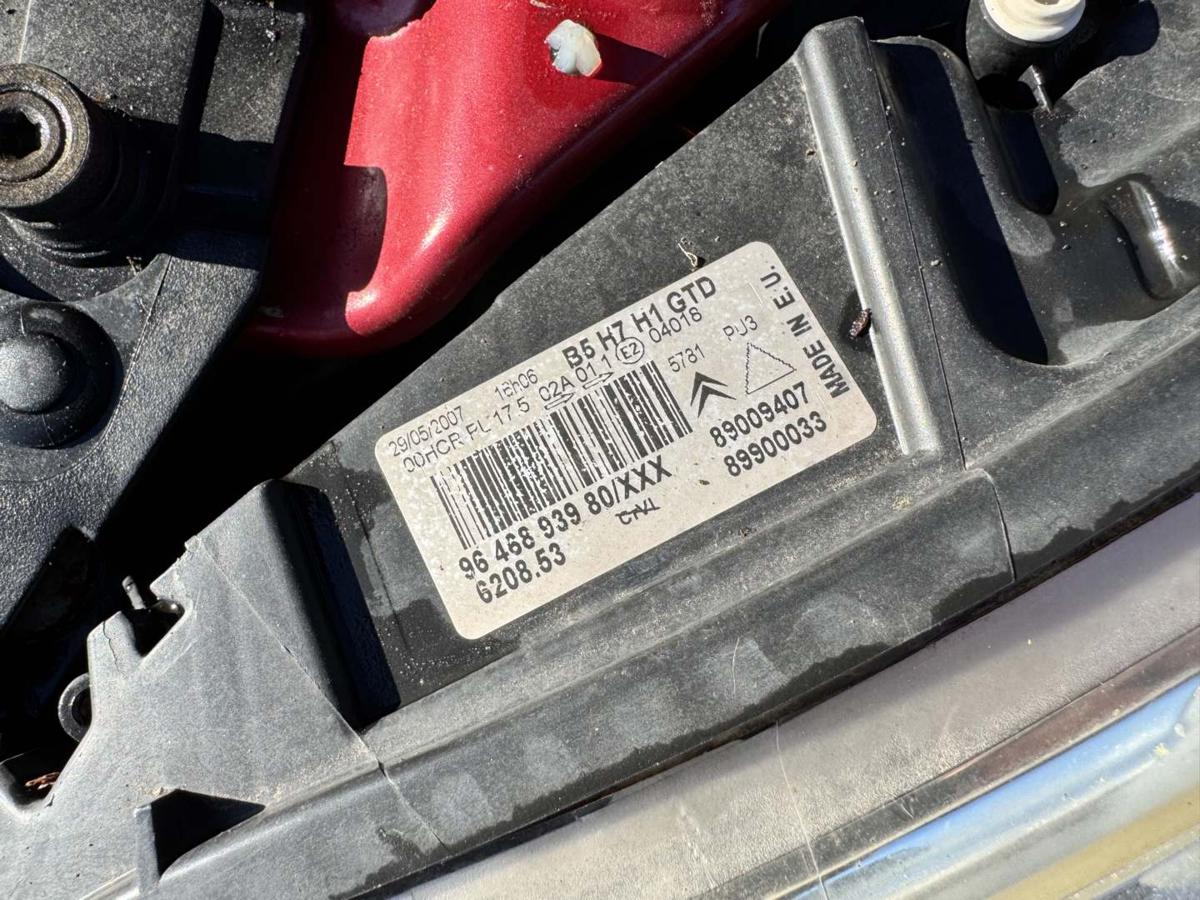 29/05/2007 16h06 B5 H7 H1 GTD
00HCR FL 17.5 02A 01 1 E2 04018
5781 PJ3
96 468 939 80/XXX
6208.53
89009407
89900033
MADE IN E.U.